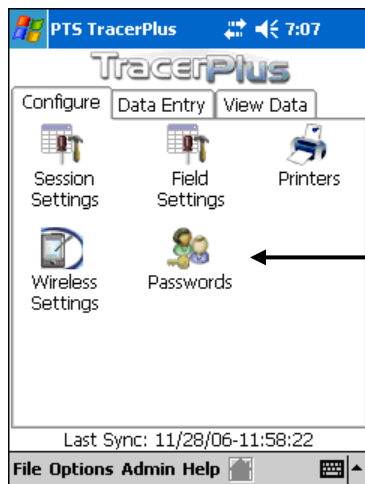 PTS TracerPlus 7:07
TracerPlus
Configure Data Entry View Data
Session Settings Field Settings Printers
Wireless Settings Passwords
Last Sync: 11/28/06-11:58:22
File Options Admin Help